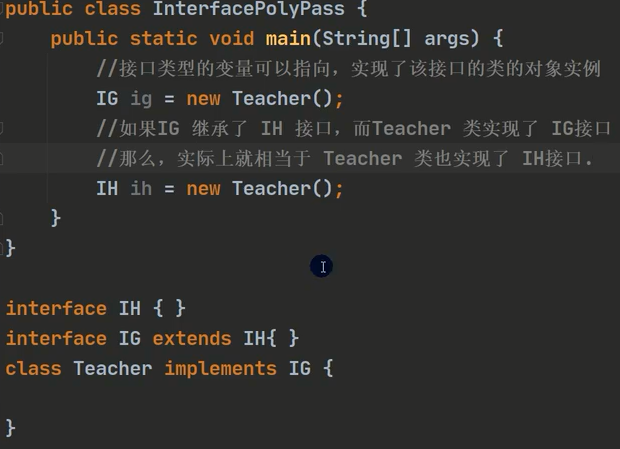 public class InterfacePolyPass {
public static void main(String[] args) {
//接口类型的变量可以指向，实现了该接口的类的对象实例
IG ig = new Teacher();
//如果IG 继承了 IH 接口，而Teacher 类实现了 IG接口
//那么，实际上就相当于 Teacher 类也实现了 IH接口.
IH ih = new Teacher();
}
}
interface IH { }
interface IG extends IH{ }
class Teacher implements IG {
}